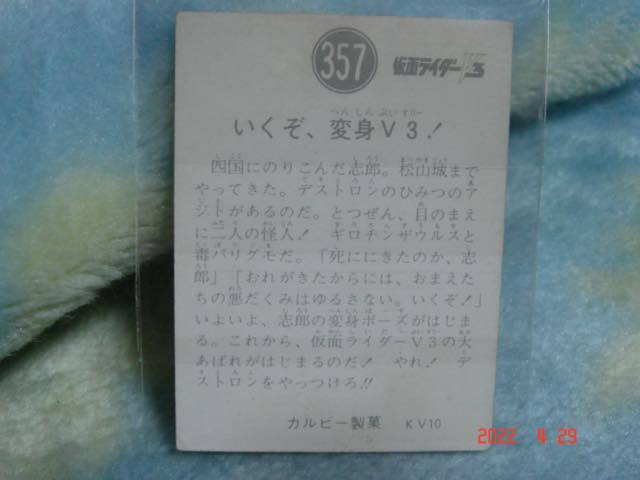 357
仮面ライダーV3
へんしんぶいすりー
いくぞ、変身V3!
四国にのりこんだ志郎。松山城まで
やってきた。デストロンのひみつのア
ジトがあるのだ。とつぜん、目のまえ
に二人の怪人! ギロチンザウルスと
毒バリグモだ。「死ににきたのか、志
郎」「おれがきたからには、おまえた
ちの悪だくみはゆるさない。いくぞ!」
いよいよ、志郎の変身ポーズがはじま
る。これから、仮面ライダーV3の大
あばれがはじまるのだ! やれ! デ
ストロンをやっつけろ!!
カルビー製菓 KV10
2022 4 29